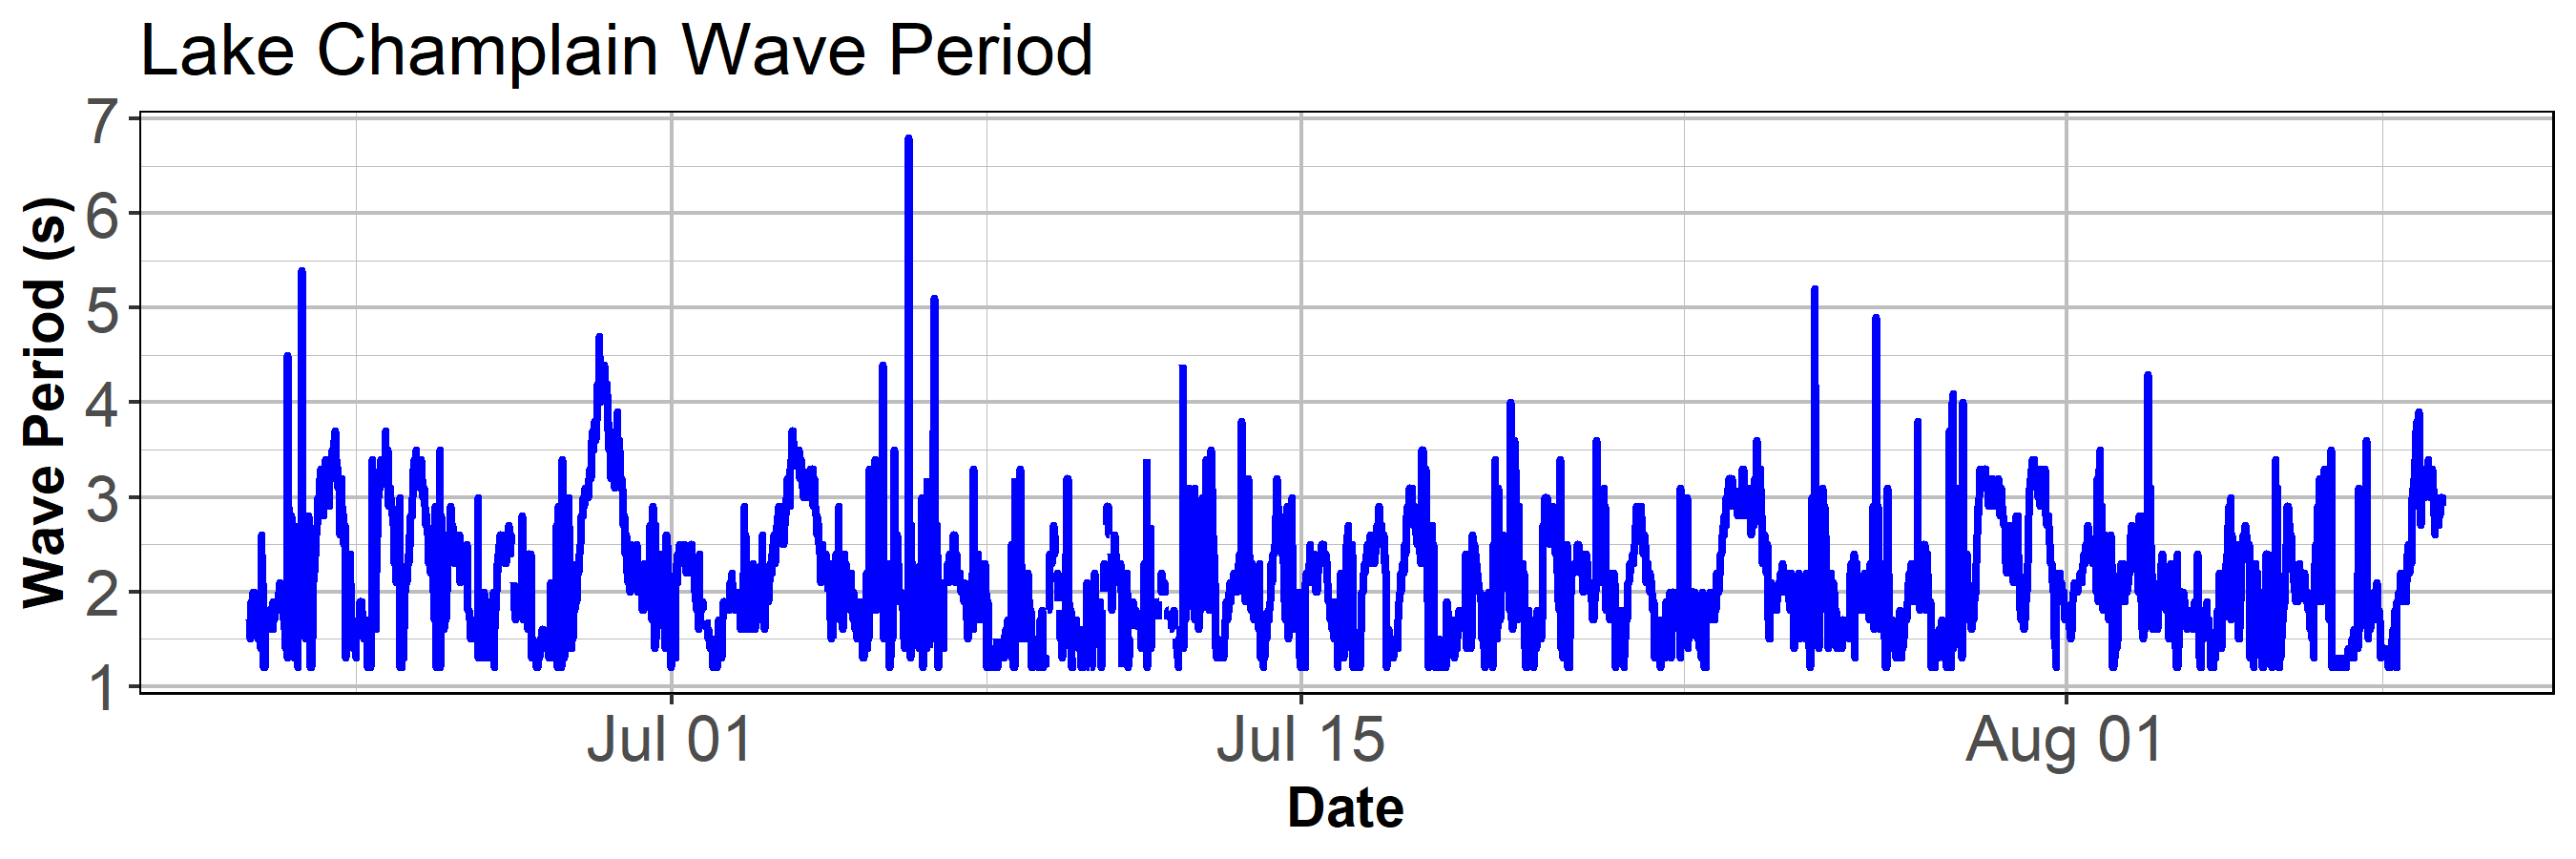 Lake Champlain Wave Period
Wave Period (s)
7
6
5
4
3
2
1
Jul 01
Jul 15
Aug 01
Date